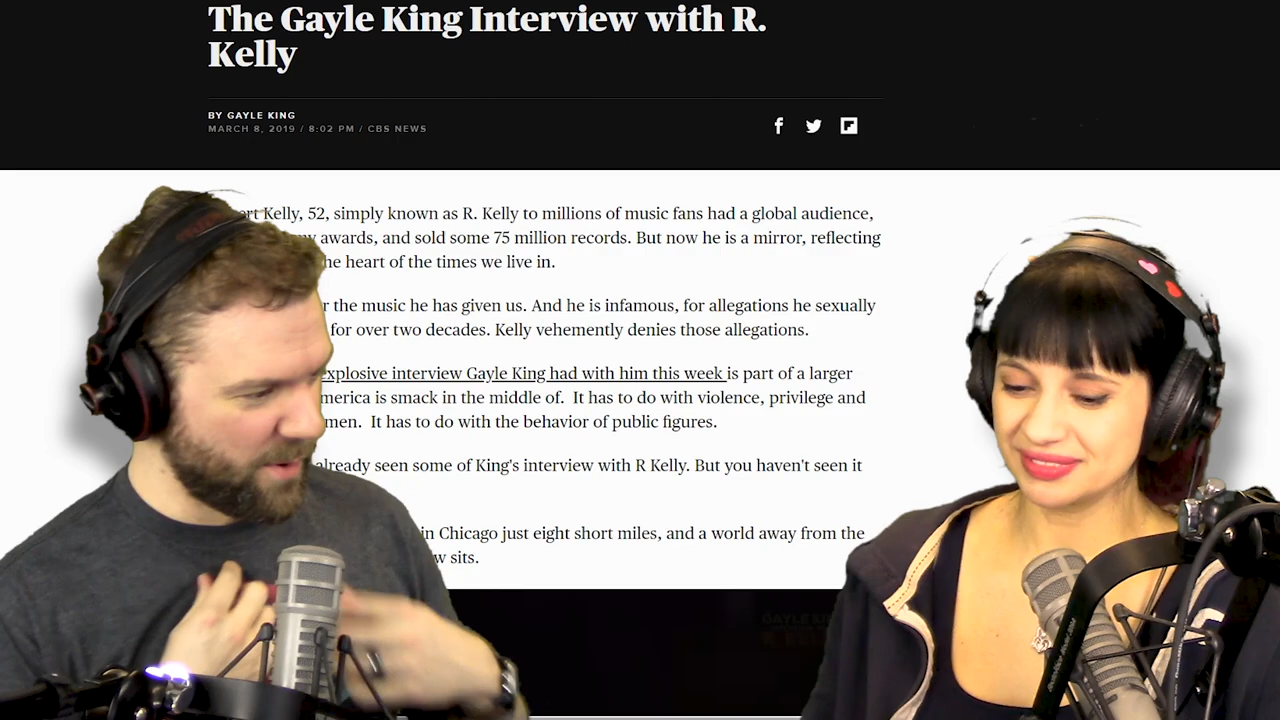 The Gayle King Interview with R.
Kelly
BY GAYLE KING
MARCH 8, 2019 / 8:02 PM / CBS NEWS
Kelly, 52, simply known as R. Kelly to millions of music fans had a global audience,
awards, and sold some 75 million records. But now he is a mirror, reflecting
the heart of the times we live in.
the music he has given us. And he is infamous, for allegations he sexually
for over two decades. Kelly vehemently denies those allegations.
explosive interview Gayle King had with him this week is part of a larger
is smack in the middle of. It has to do with violence, privilege and
men. It has to do with the behavior of public figures.
already seen some of King's interview with R Kelly. But you haven't seen it
in Chicago just eight short miles, and a world away from the
sits.